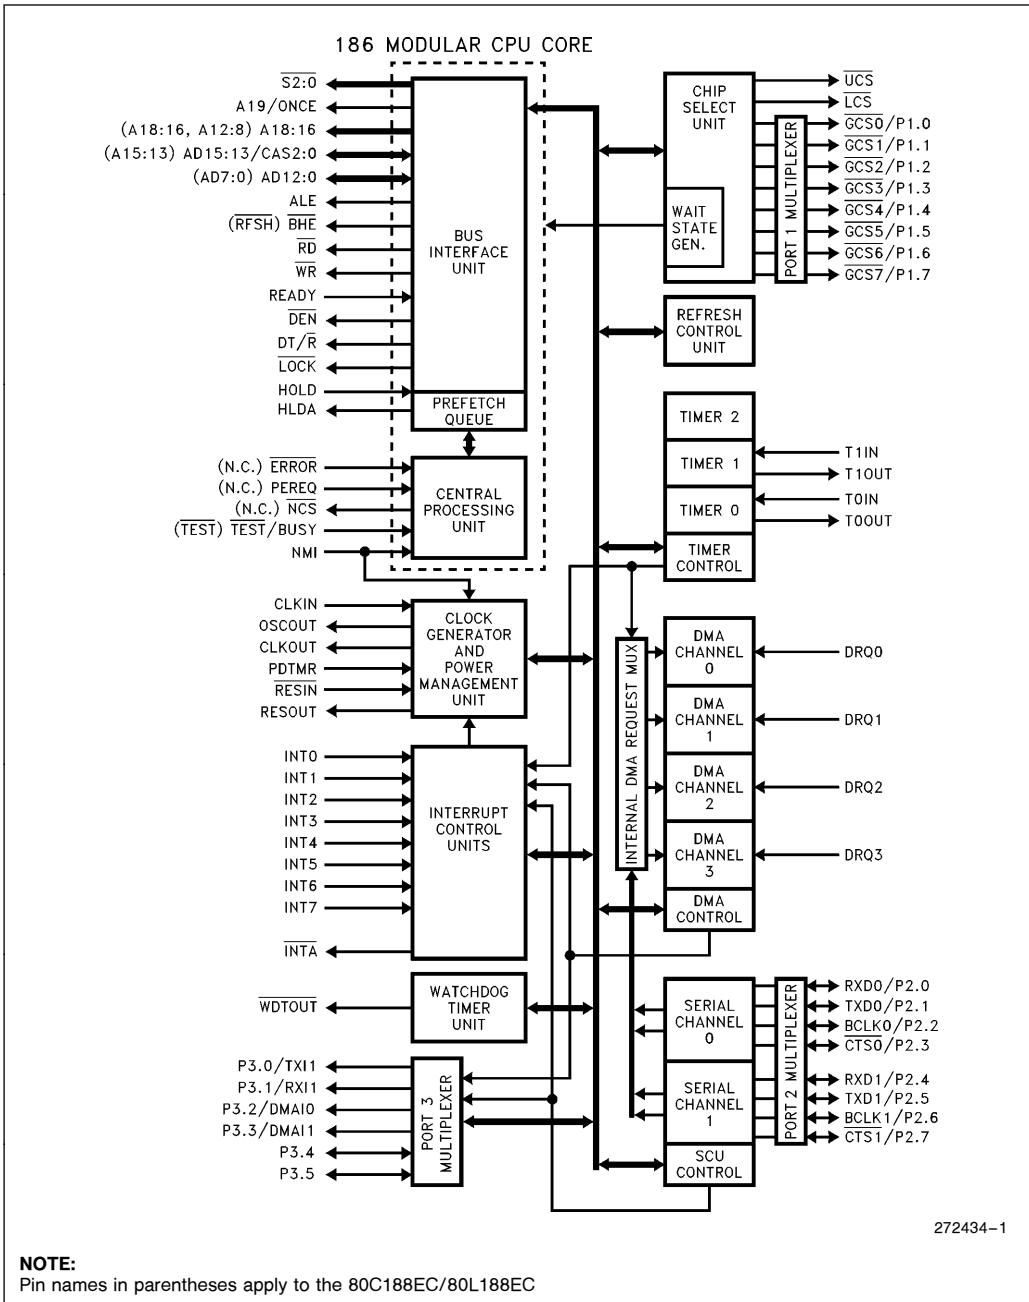 186 MODULAR CPU CORE
S2:0
A19/ONCE
(A18:16, A12:8) A18:16
(A15:13) AD15:13/CAS2:0
(AD7:0) AD12:0
ALE
(RFSH) BHE
RD
WR
READY
DEN
DT/R
LOCK
HOLD
HLDA
BUS
INTERFACE
UNIT
PREFETCH
QUEUE
(N.C.) ERROR
(N.C.) PEREQ
(N.C.) NCS
(TEST) TEST/BUSY
NMI
CENTRAL
PROCESSING
UNIT
CLKIN
OSCOUT
CLKOUT
PDTMR
RESIN
RESOUT
CLOCK
GENERATOR
AND
POWER
MANAGEMENT
UNIT
INT0
INT1
INT2
INT3
INT4
INT5
INT6
INT7
INTA
INTERRUPT
CONTROL
UNITS
WDTOUT
WATCHDOG
TIMER
UNIT
P3.0/TXI1
P3.1/RXI1
P3.2/DMAI0
P3.3/DMAI1
P3.4
P3.5
PORT 3
MULTIPLEXER
CHIP
SELECT
UNIT
WAIT
STATE
GEN.
PORT 1 MULTIPLEXER
UCS
LCS
GCS0/P1.0
GCS1/P1.1
GCS2/P1.2
GCS3/P1.3
GCS4/P1.4
GCS5/P1.5
GCS6/P1.6
GCS7/P1.7
REFRESH
CONTROL
UNIT
TIMER 2
TIMER 1
TIMER 0
TIMER
CONTROL
T1IN
T1OUT
T0IN
T0OUT
INTERNAL DMA REQUEST MUX
DMA
CHANNEL
0
DMA
CHANNEL
1
DMA
CHANNEL
2
DMA
CHANNEL
3
DMA
CONTROL
DRQ0
DRQ1
DRQ2
DRQ3
SERIAL
CHANNEL
0
SERIAL
CHANNEL
1
SCU
CONTROL
PORT 2 MULTIPLEXER
RXD0/P2.0
TXD0/P2.1
BCLK0/P2.2
CTS0/P2.3
RXD1/P2.4
TXD1/P2.5
BCLK1/P2.6
CTS1/P2.7
272434–1
NOTE:
Pin names in parentheses apply to the 80C188EC/80L188EC